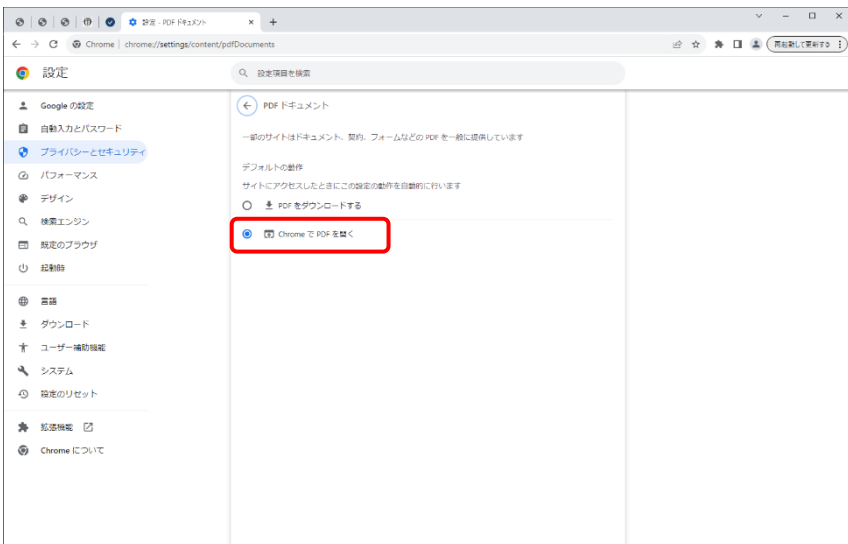 設定 - PDF ドキュメント
Chrome | chrome://settings/content/pdfDocuments
再起動して更新する
設定
設定項目を検索
Google の設定
自動入力とパスワード
プライバシーとセキュリティ
パフォーマンス
デザイン
検索エンジン
既定のブラウザ
起動時
言語
ダウンロード
ユーザー補助機能
システム
設定のリセット
拡張機能
Chrome について
PDF ドキュメント
一部のサイトはドキュメント、契約、フォームなどの PDF を一般に提供しています
デフォルトの動作
サイトにアクセスしたときにこの設定の動作を自動的に行います
PDF をダウンロードする
Chrome で PDF を開く